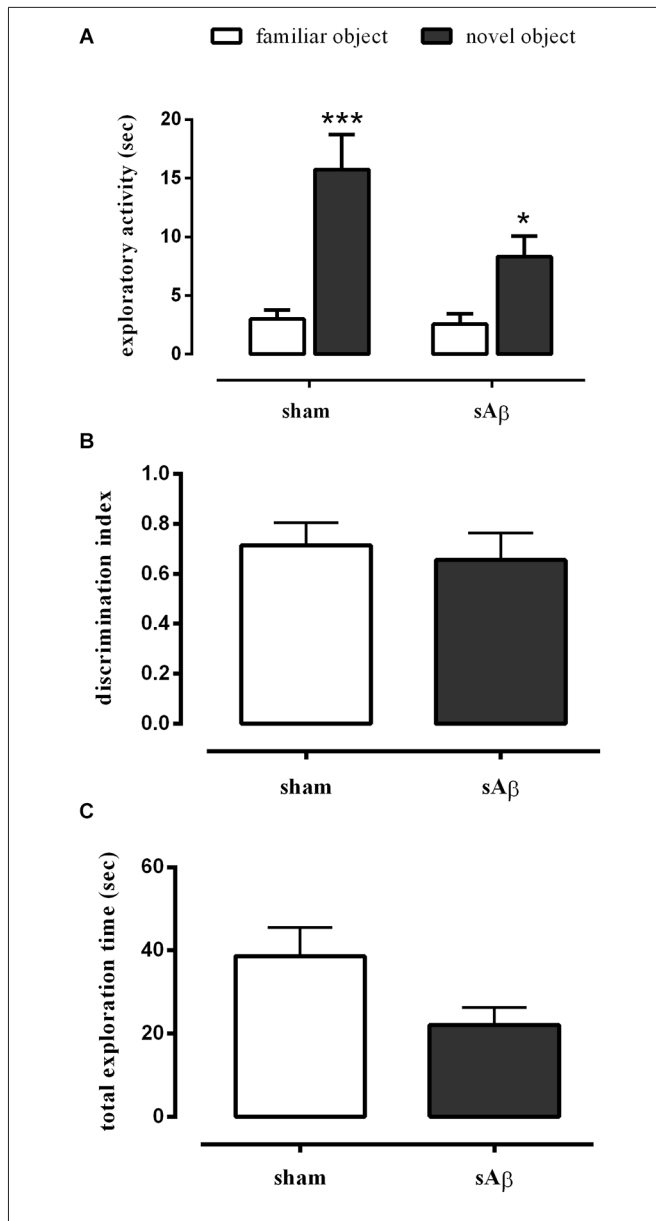 A
familiar object novel object
exploratory activity (sec)
20
15
10
5
0
***
*
sham sAβ
B
discrimination index
1.0
0.8
0.6
0.4
0.2
0.0
sham sAβ
C
total exploration time (sec)
60
40
20
0
sham sAβ